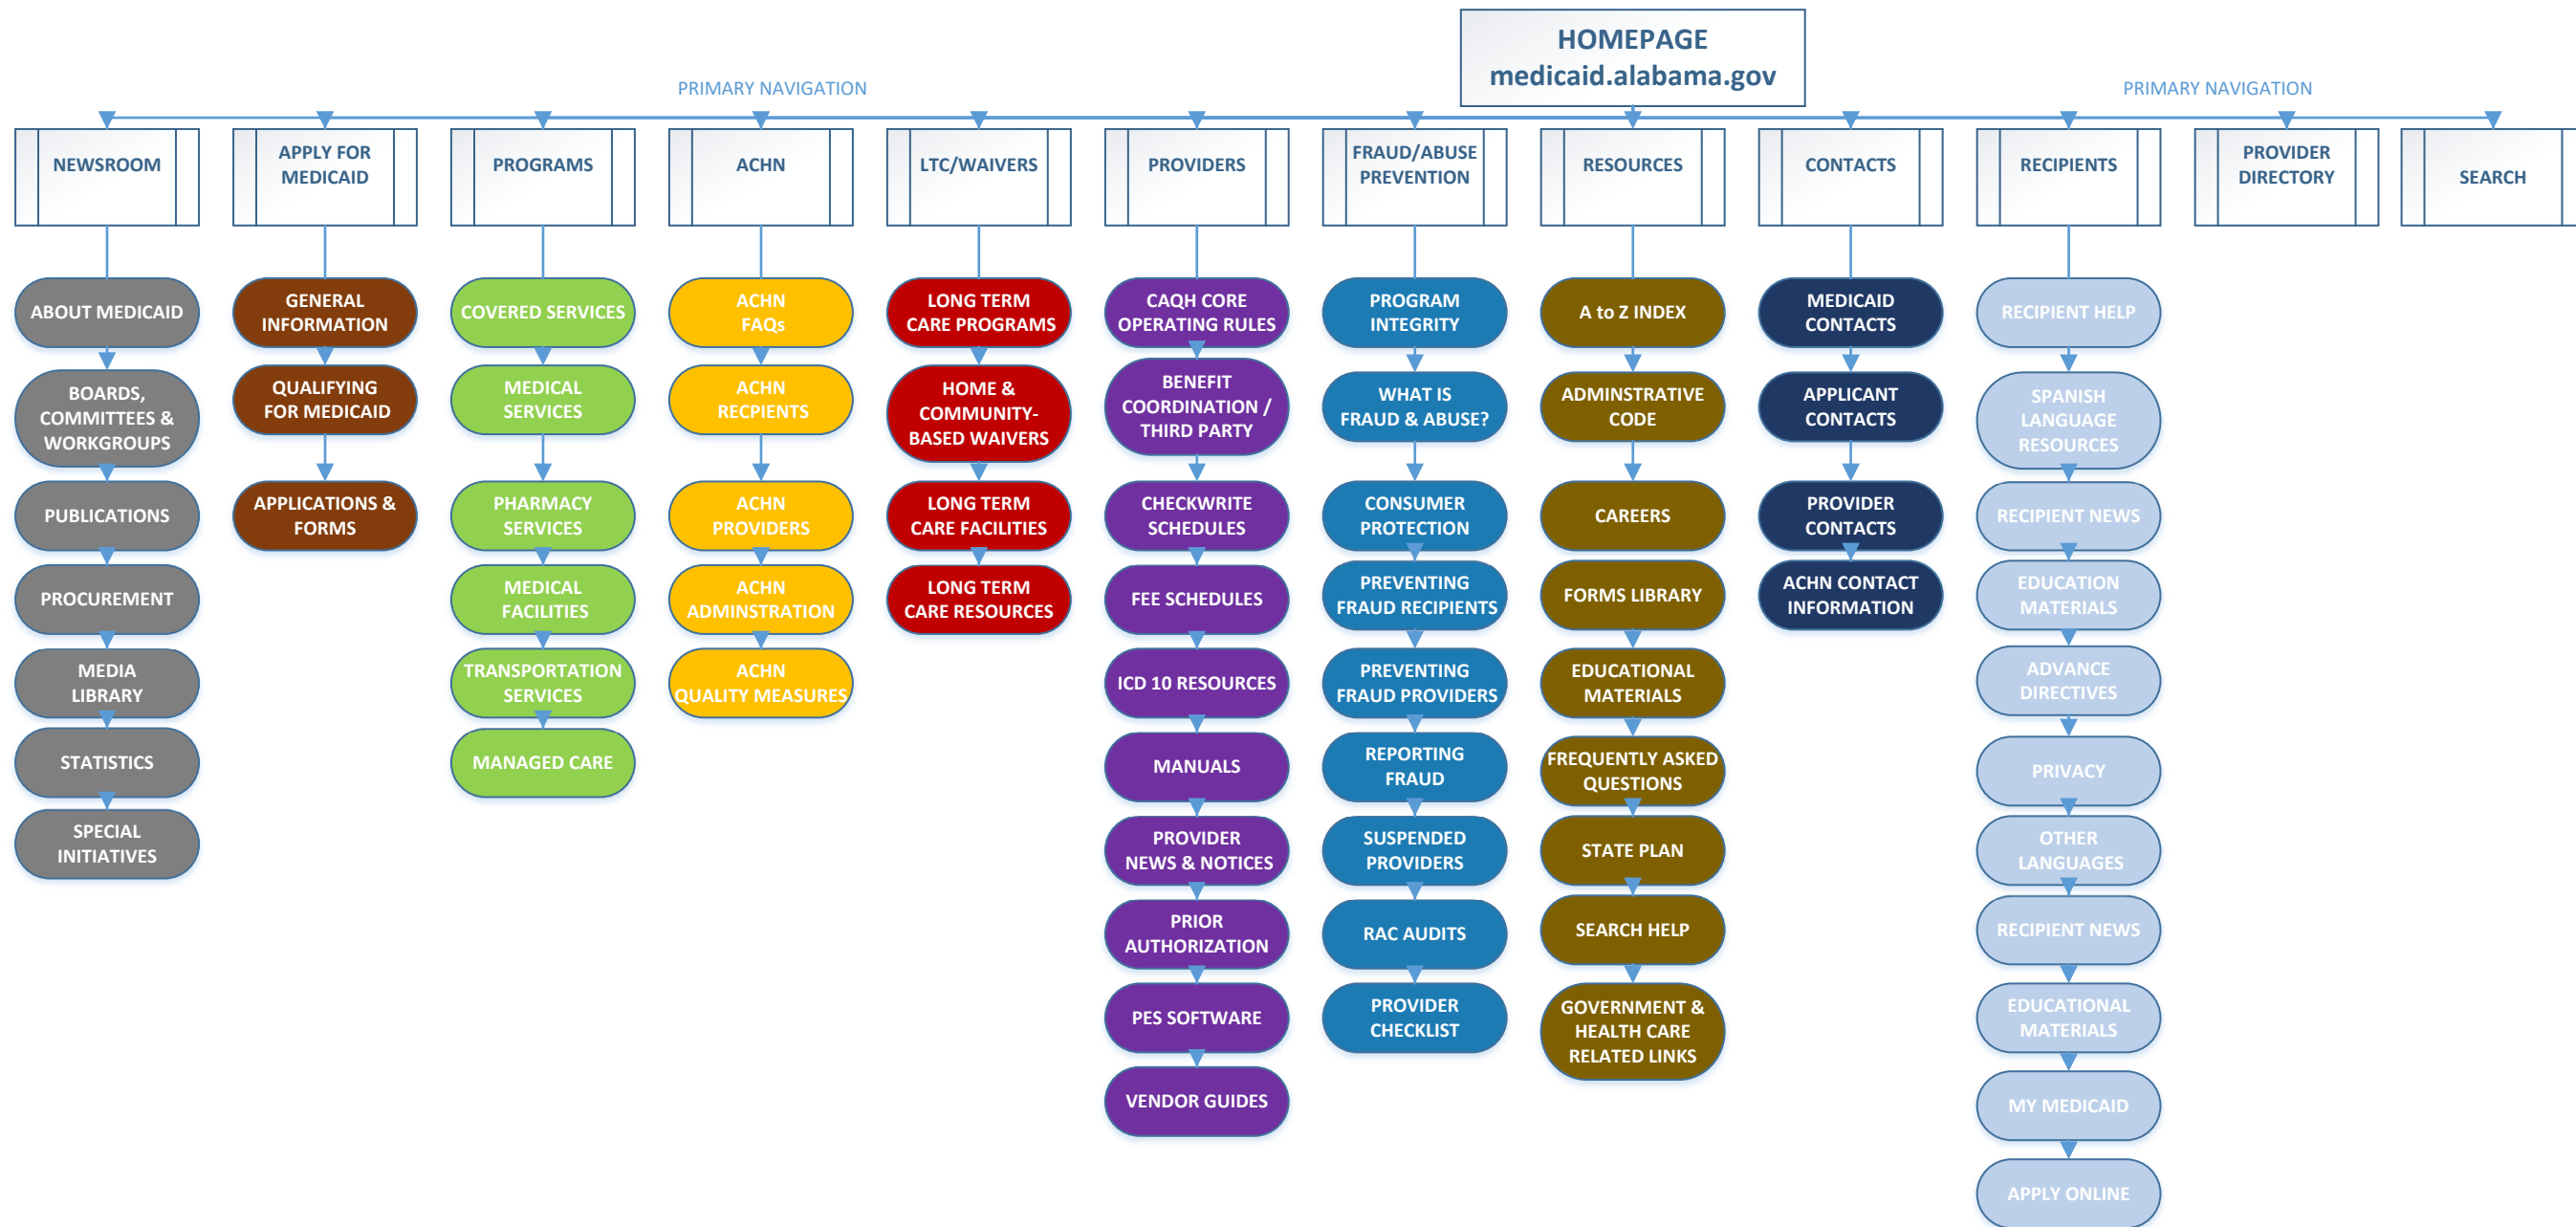 HOMEPAGE
medicaid.alabama.gov
PRIMARY NAVIGATION
PRIMARY NAVIGATION
NEWSROOM
APPLY FOR
MEDICAID
PROGRAMS
ACHN
LTC/WAIVERS
PROVIDERS
FRAUD/ABUSE
PREVENTION
RESOURCES
CONTACTS
RECIPIENTS
PROVIDER
DIRECTORY
SEARCH
ABOUT MEDICAID
BOARDS,
COMMITTEES &
WORKGROUPS
PUBLICATIONS
PROCUREMENT
MEDIA
LIBRARY
STATISTICS
SPECIAL
INITIATIVES
GENERAL
INFORMATION
QUALIFYING
FOR MEDICAID
APPLICATIONS &
FORMS
COVERED SERVICES
MEDICAL
SERVICES
PHARMACY
SERVICES
MEDICAL
FACILITIES
TRANSPORTATION
SERVICES
MANAGED CARE
ACHN
FAQs
ACHN
RECPIENTS
ACHN
PROVIDERS
ACHN
ADMINSTRATION
ACHN
QUALITY MEASURES
LONG TERM
CARE PROGRAMS
HOME &
COMMUNITY-
BASED WAIVERS
LONG TERM
CARE FACILITIES
LONG TERM
CARE RESOURCES
CAQH CORE
OPERATING RULES
BENEFIT
COORDINATION /
THIRD PARTY
CHECKWRITE
SCHEDULES
FEE SCHEDULES
ICD 10 RESOURCES
MANUALS
PROVIDER
NEWS & NOTICES
PRIOR
AUTHORIZATION
PES SOFTWARE
VENDOR GUIDES
PROGRAM
INTEGRITY
WHAT IS
FRAUD & ABUSE?
CONSUMER
PROTECTION
PREVENTING
FRAUD RECIPIENTS
PREVENTING
FRAUD PROVIDERS
REPORTING
FRAUD
SUSPENDED
PROVIDERS
RAC AUDITS
PROVIDER
CHECKLIST
A to Z INDEX
ADMINSTRATIVE
CODE
CAREERS
FORMS LIBRARY
EDUCATIONAL
MATERIALS
FREQUENTLY ASKED
QUESTIONS
STATE PLAN
SEARCH HELP
GOVERNMENT &
HEALTH CARE
RELATED LINKS
MEDICAID
CONTACTS
APPLICANT
CONTACTS
PROVIDER
CONTACTS
ACHN CONTACT
INFORMATION
RECIPIENT HELP
SPANISH
LANGUAGE
RESOURCES
RECIPIENT NEWS
EDUCATION
MATERIALS
ADVANCE
DIRECTIVES
PRIVACY
OTHER
LANGUAGES
RECIPIENT NEWS
EDUCATIONAL
MATERIALS
MY MEDICAID
APPLY ONLINE